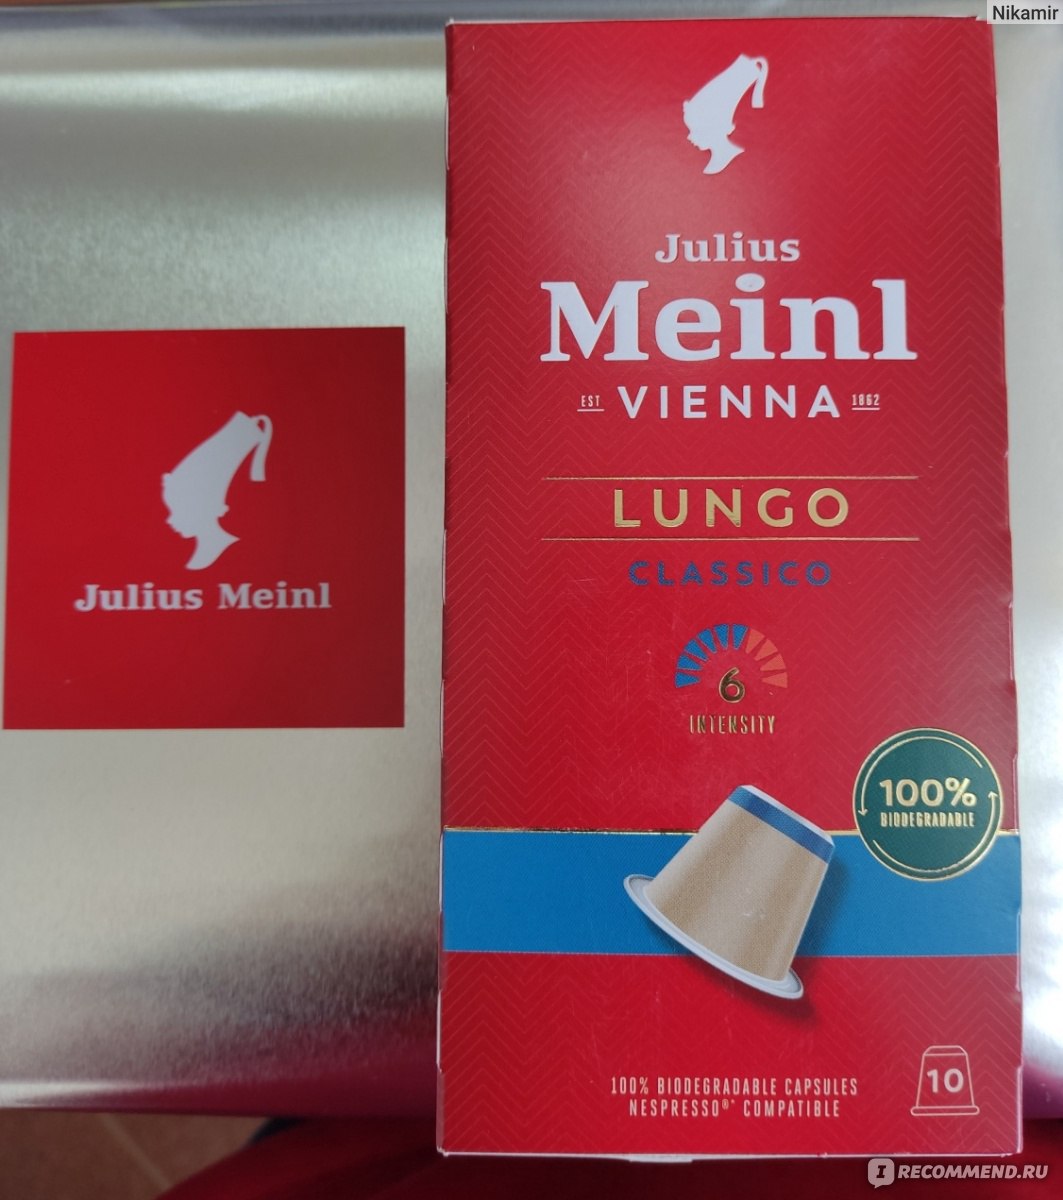 Nikamir
Julius
Meinl
EST VIENNA 1862
LUNGO
CLASSICO
6
INTENSITY
100%
BIODEGRADABLE
100% BIODEGRADABLE CAPSULES
NESPRESSO®* COMPATIBLE
10
Julius Meinl
IRECOMMEND.RU